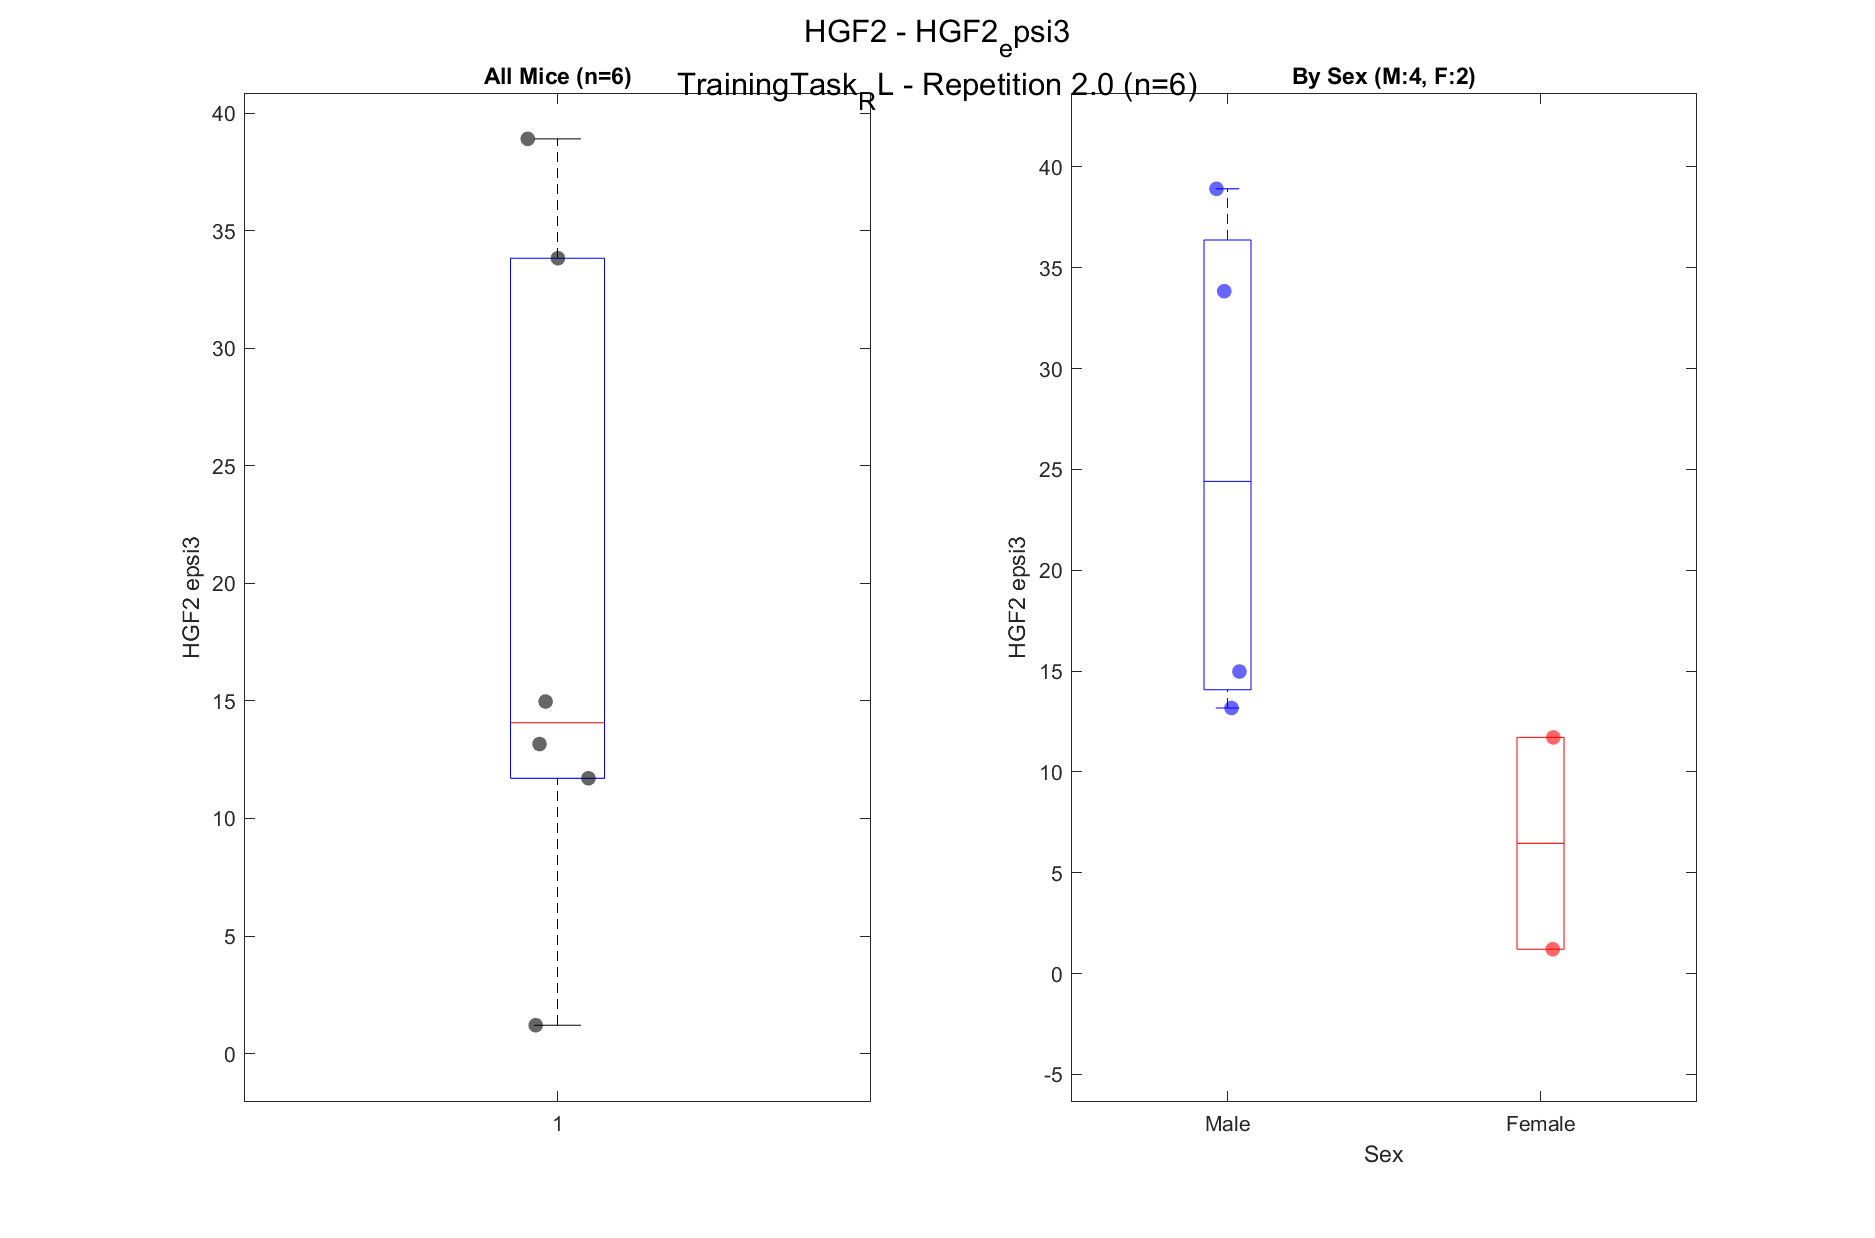 HGF2 - HGF2epsi3
TrainingTaskRL - Repetition 2.0 (n=6)
All Mice (n=6)
40
35
30
25
20
15
10
5
0
HGF2 epsi3
1
By Sex (M:4, F:2)
40
35
30
25
20
15
10
5
0
-5
HGF2 epsi3
Male Female
Sex